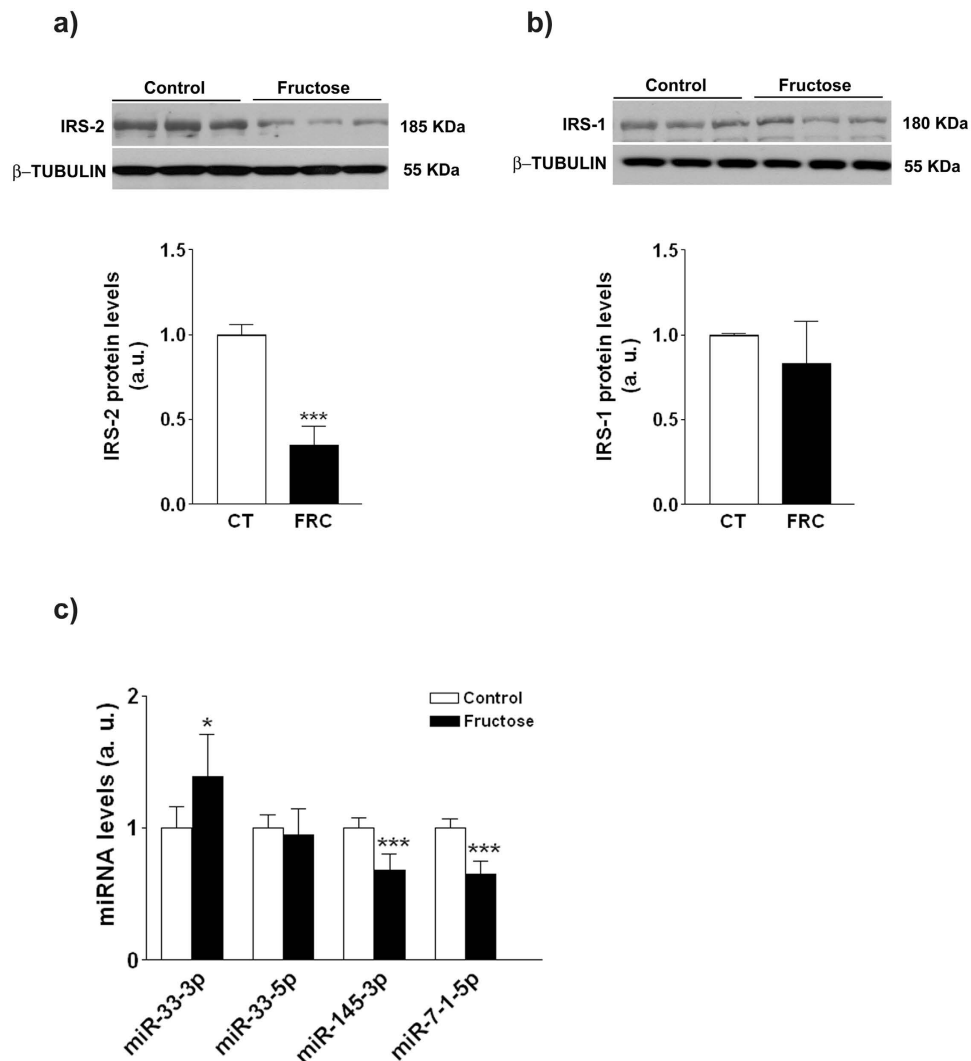 a)
Control Fructose
IRS-2 185 KDa
β–TUBULIN 55 KDa
IRS-2 protein levels
(a.u.)
1.5
1.0
0.5
0.0
***
CT FRC
b)
Control Fructose
IRS-1 180 KDa
β–TUBULIN 55 KDa
IRS-1 protein levels
(a. u.)
1.5
1.0
0.5
0.0
CT FRC
c)
miRNA levels (a. u.)
2
1
0
Control
Fructose
*
***
***
miR-33-3p
miR-33-5p
miR-145-3p
miR-7-1-5p